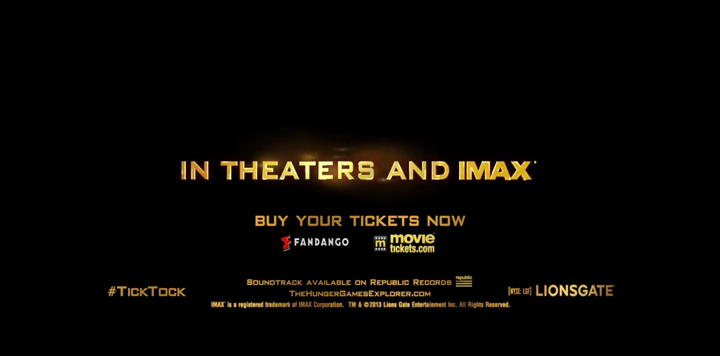 IN THEATERS AND IMAX
BUY YOUR TICKETS NOW
FANDANGO
m movie tickets.com
SOUNDTRACK AVAILABLE ON REPUBLIC RECORDS republic
#TICKTOCK
THEHUNGERGAMESEXPLORER.COM
[NYSE: LGF] LIONSGATE
IMAX® is a registered trademark of IMAX Corporation. TM & ©2013 Lions Gate Entertainment Inc. All Rights Reserved.